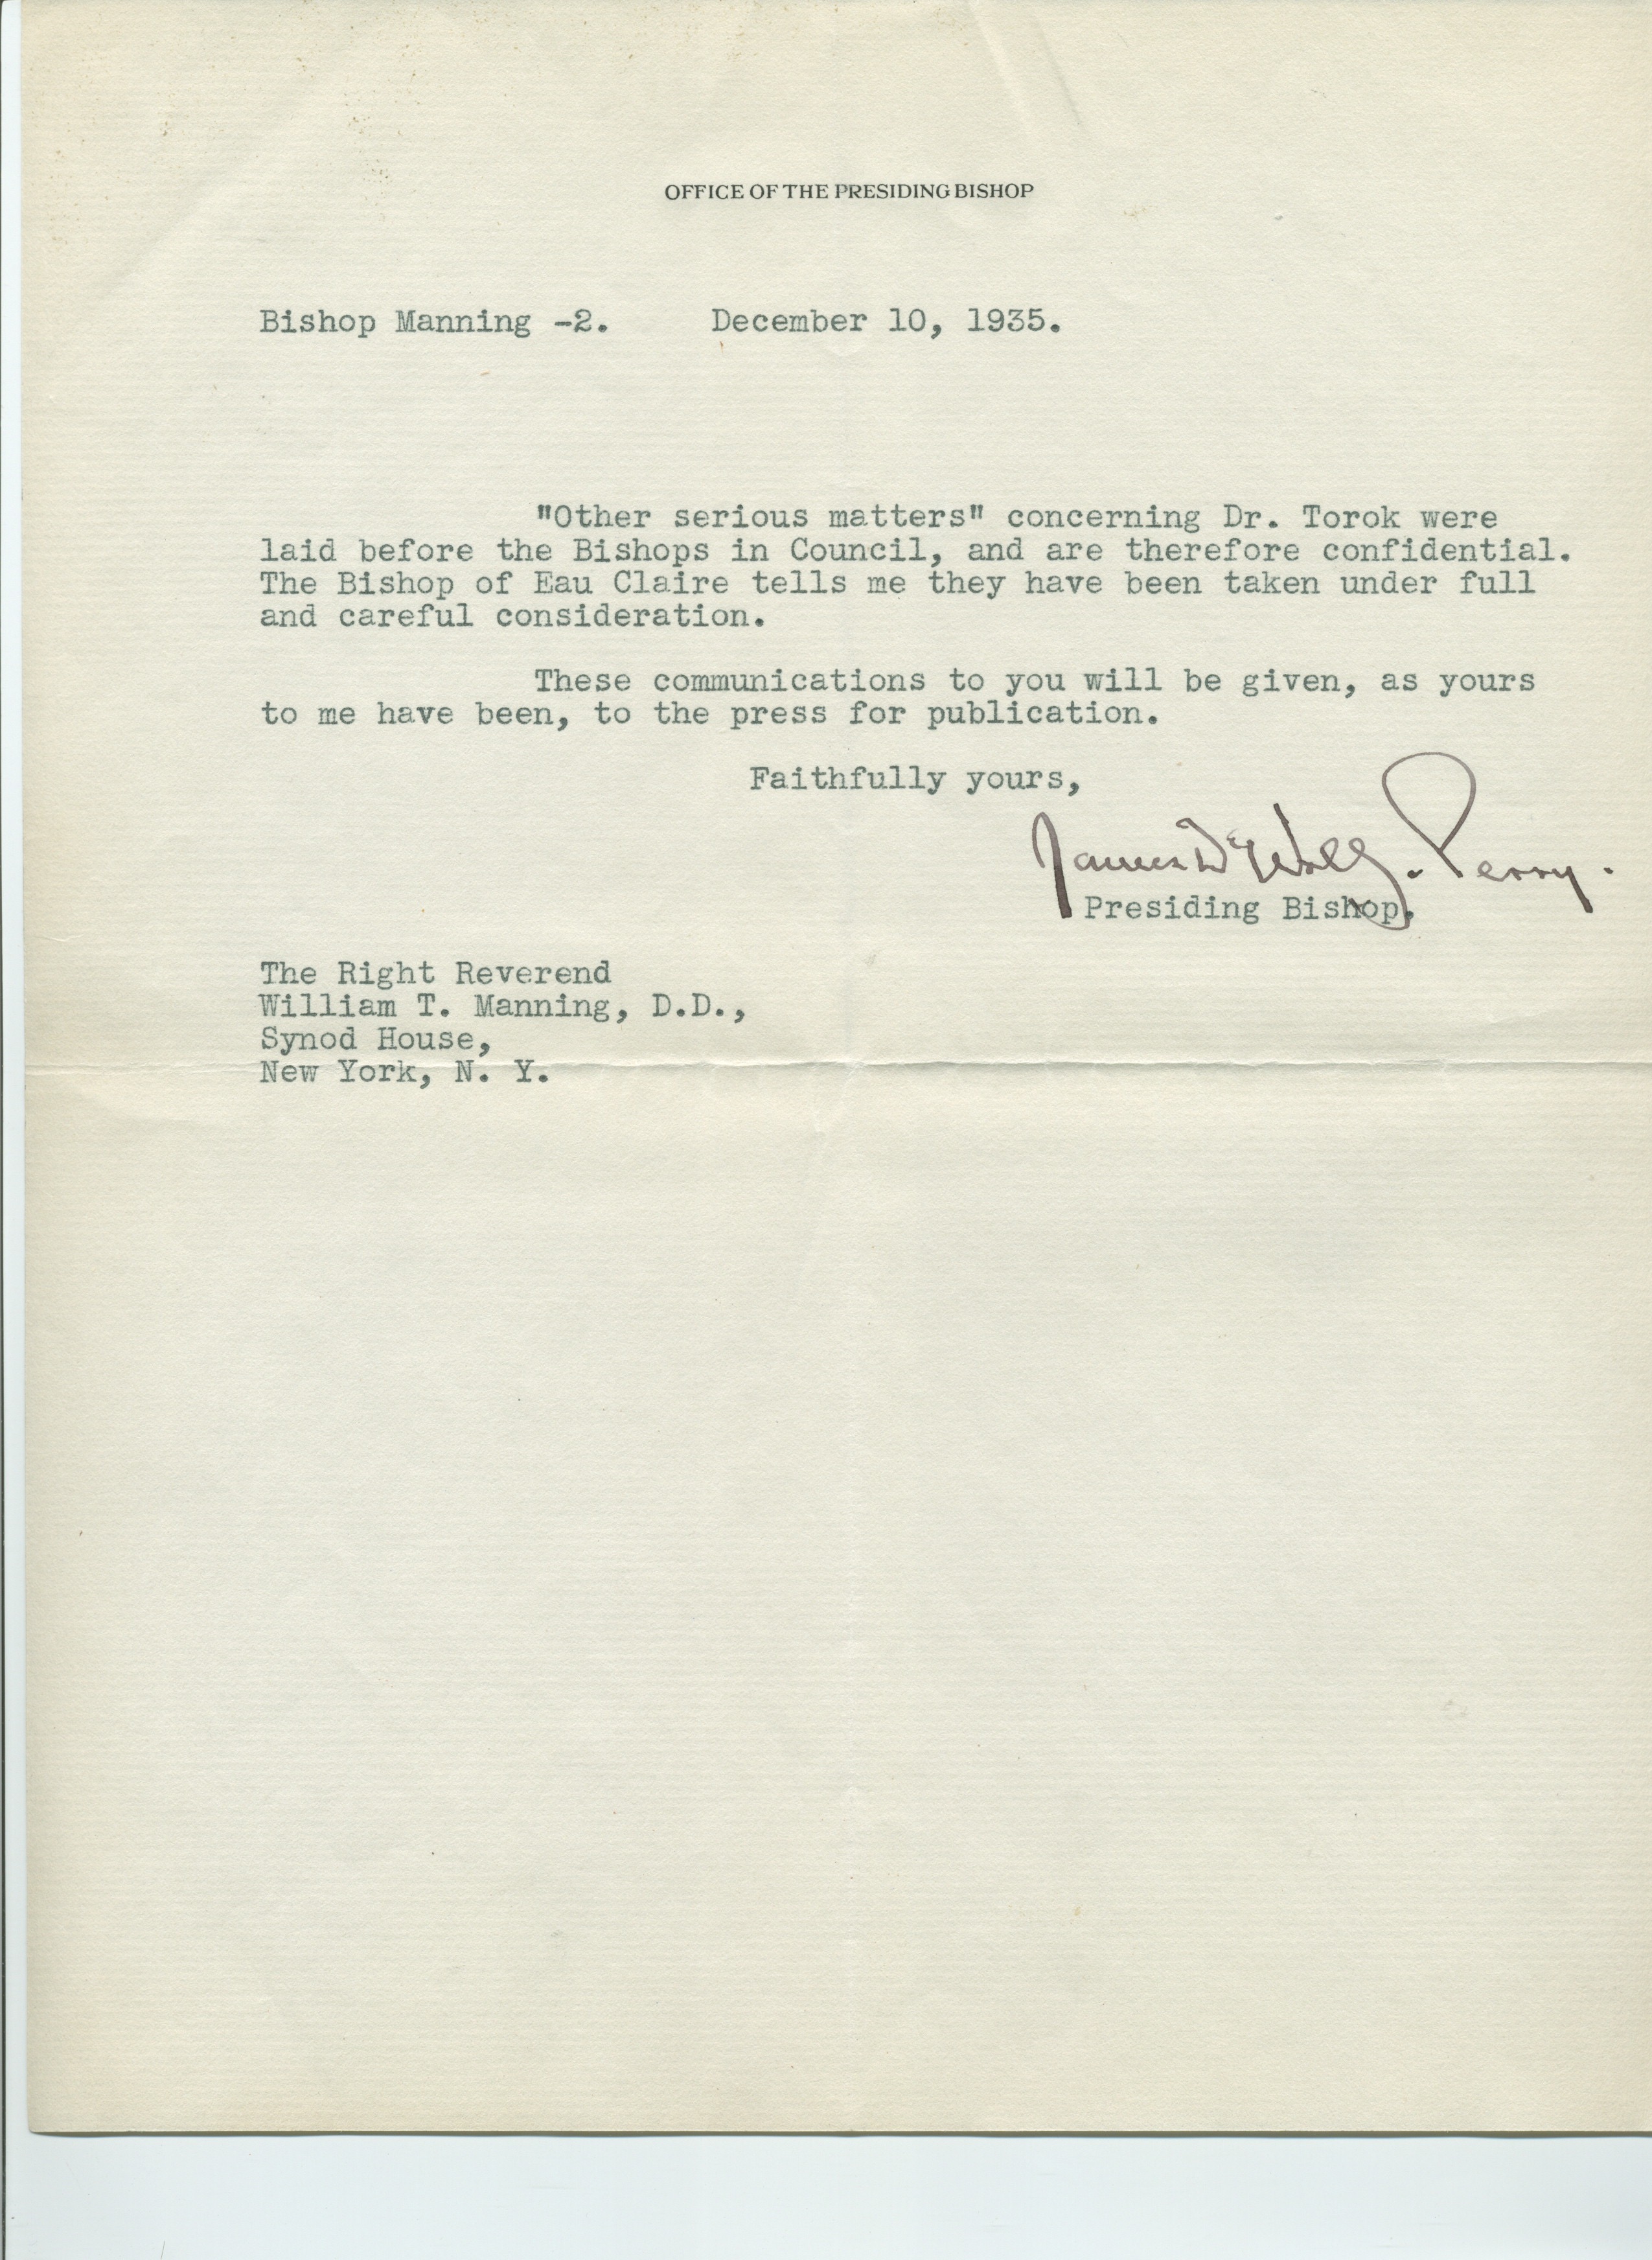 OFFICE OF THE PRESIDING BISHOP
Bishop Manning -2. December 10, 1935.
"Other serious matters" concerning Dr. Torok were
laid before the Bishops in Council, and are therefore confidential.
The Bishop of Eau Claire tells me they have been taken under full
and careful consideration.
These communications to you will be given, as yours
to me have been, to the press for publication.
Faithfully yours,
James DeWolf. Perry.
Presiding Bishop.
The Right Reverend
William T. Manning, D.D.,
Synod House,
New York, N. Y.